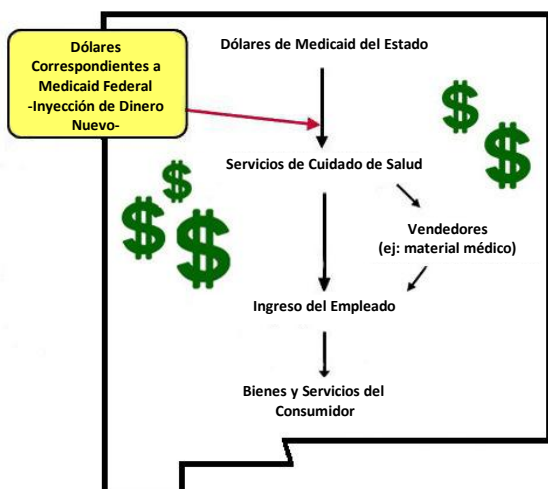 Dólares
Correspondientes a
Medicaid Federal
-Inyección de Dinero
Nuevo-
Dólares de Medicaid del Estado
Servicios de Cuidado de Salud
Vendedores
(ej: material médico)
Ingreso del Empleado
Bienes y Servicios del
Consumidor